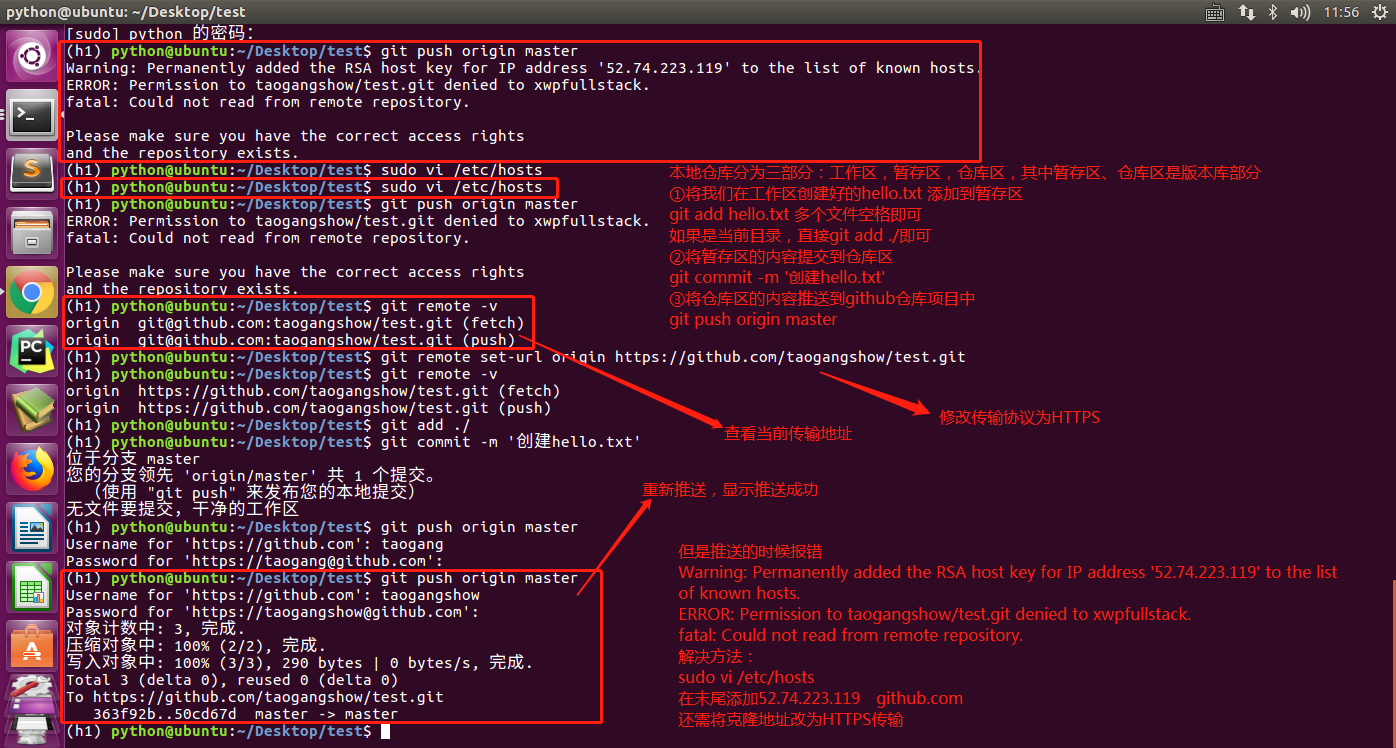 python@ubuntu: ~/Desktop/test
11:56
[sudo] python 的密码：
(h1) python@ubuntu:~/Desktop/test$ git push origin master
Warning: Permanently added the RSA host key for IP address '52.74.223.119' to the list of known hosts.
ERROR: Permission to taogangshow/test.git denied to xwpfullstack.
fatal: Could not read from remote repository.
Please make sure you have the correct access rights
and the repository exists.
(h1) python@ubuntu:~/Desktop/test$ sudo vi /etc/hosts
(h1) python@ubuntu:~/Desktop/test$ sudo vi /etc/hosts
(h1) python@ubuntu:~/Desktop/test$ git push origin master
ERROR: Permission to taogangshow/test.git denied to xwpfullstack.
fatal: Could not read from remote repository.
Please make sure you have the correct access rights
and the repository exists.
(h1) python@ubuntu:~/Desktop/test$ git remote -v
origin  git@github.com:taogangshow/test.git (fetch)
origin  git@github.com:taogangshow/test.git (push)
(h1) python@ubuntu:~/Desktop/test$ git remote set-url origin https://github.com/taogangshow/test.git
(h1) python@ubuntu:~/Desktop/test$ git remote -v
origin  https://github.com/taogangshow/test.git (fetch)
origin  https://github.com/taogangshow/test.git (push)
(h1) python@ubuntu:~/Desktop/test$ git add ./
(h1) python@ubuntu:~/Desktop/test$ git commit -m '创建hello.txt'
位于分支 master
您的分支领先 'origin/master' 共 1 个提交。
（使用 "git push" 来发布您的本地提交）
无文件要提交，干净的工作区
(h1) python@ubuntu:~/Desktop/test$ git push origin master
Username for 'https://github.com': taogang
Password for 'https://taogang@github.com':
(h1) python@ubuntu:~/Desktop/test$ git push origin master
Username for 'https://github.com': taogangshow
Password for 'https://taogangshow@github.com':
对象计数中: 3, 完成.
压缩对象中: 100% (2/2), 完成.
写入对象中: 100% (3/3), 290 bytes | 0 bytes/s, 完成.
Total 3 (delta 0), reused 0 (delta 0)
To https://github.com/taogangshow/test.git
363f92b..50cd67d  master -> master
(h1) python@ubuntu:~/Desktop/test$
本地仓库分为三部分：工作区，暂存区，仓库区，其中暂存区、仓库区是版本库部分
①将我们在工作区创建好的hello.txt 添加到暂存区
git add hello.txt 多个文件空格即可
如果是当前目录，直接git add ./即可
②将暂存区的内容提交到仓库区
git commit -m '创建hello.txt'
③将仓库区的内容推送到github仓库项目中
git push origin master
修改传输协议为HTTPS
查看当前传输地址
重新推送，显示推送成功
但是推送的时候报错
Warning: Permanently added the RSA host key for IP address '52.74.223.119' to the list
of known hosts.
ERROR: Permission to taogangshow/test.git denied to xwpfullstack.
fatal: Could not read from remote repository.
解决方法：
sudo vi /etc/hosts
在末尾添加52.74.223.119    github.com
还需将克隆地址改为HTTPS传输